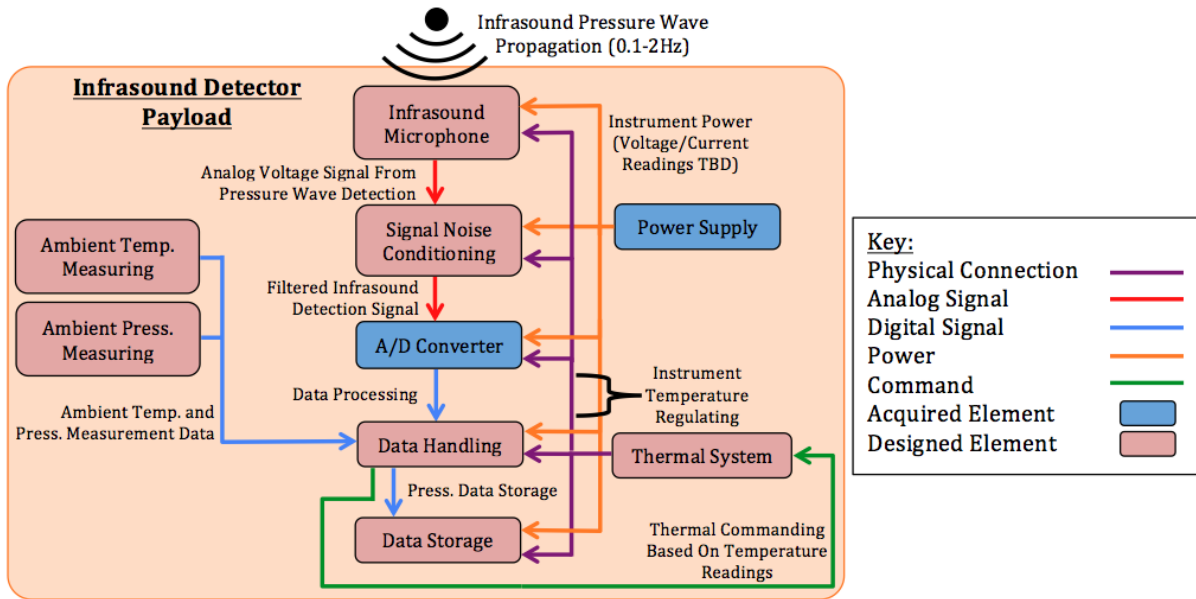 Infrasound Pressure Wave
Propagation (0.1-2Hz)
Infrasound Detector
Payload
Infrasound
Microphone
Instrument Power
(Voltage/Current
Readings TBD)
Analog Voltage Signal From
Pressure Wave Detection
Signal Noise
Conditioning
Power Supply
Ambient Temp.
Measuring
Filtered Infrasound
Detection Signal
Ambient Press.
Measuring
A/D Converter
Data Processing
Instrument
Temperature
Regulating
Ambient Temp. and
Press. Measurement Data
Data Handling
Thermal System
Press. Data Storage
Data Storage
Thermal Commanding
Based On Temperature
Readings
Key:
Physical Connection
Analog Signal
Digital Signal
Power
Command
Acquired Element
Designed Element